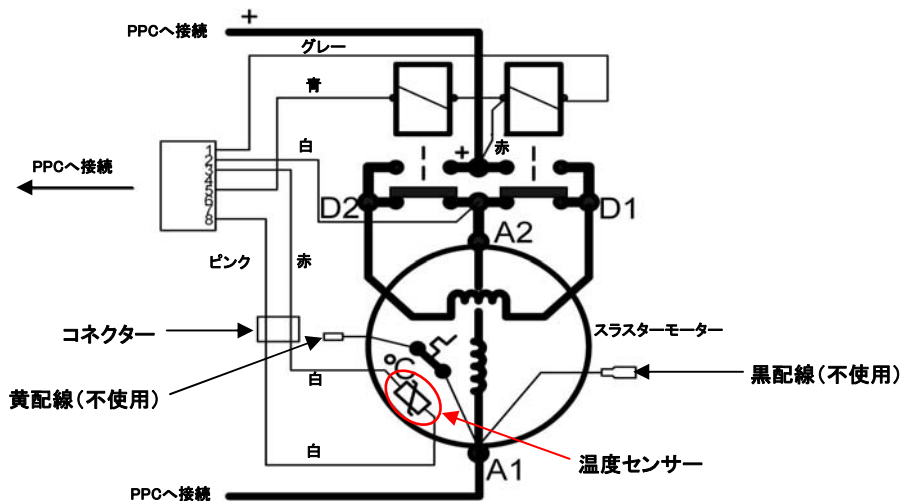 PPCへ接続
+
グレー
青
白
赤
+
PPCへ接続
1
2
3
4
5
6
7
8
D2
D1
A2
ピンク
赤
コネクター
スラスターモーター
°C
黄配線(不使用)
白
黒配線(不使用)
白
温度センサー
A1
PPCへ接続